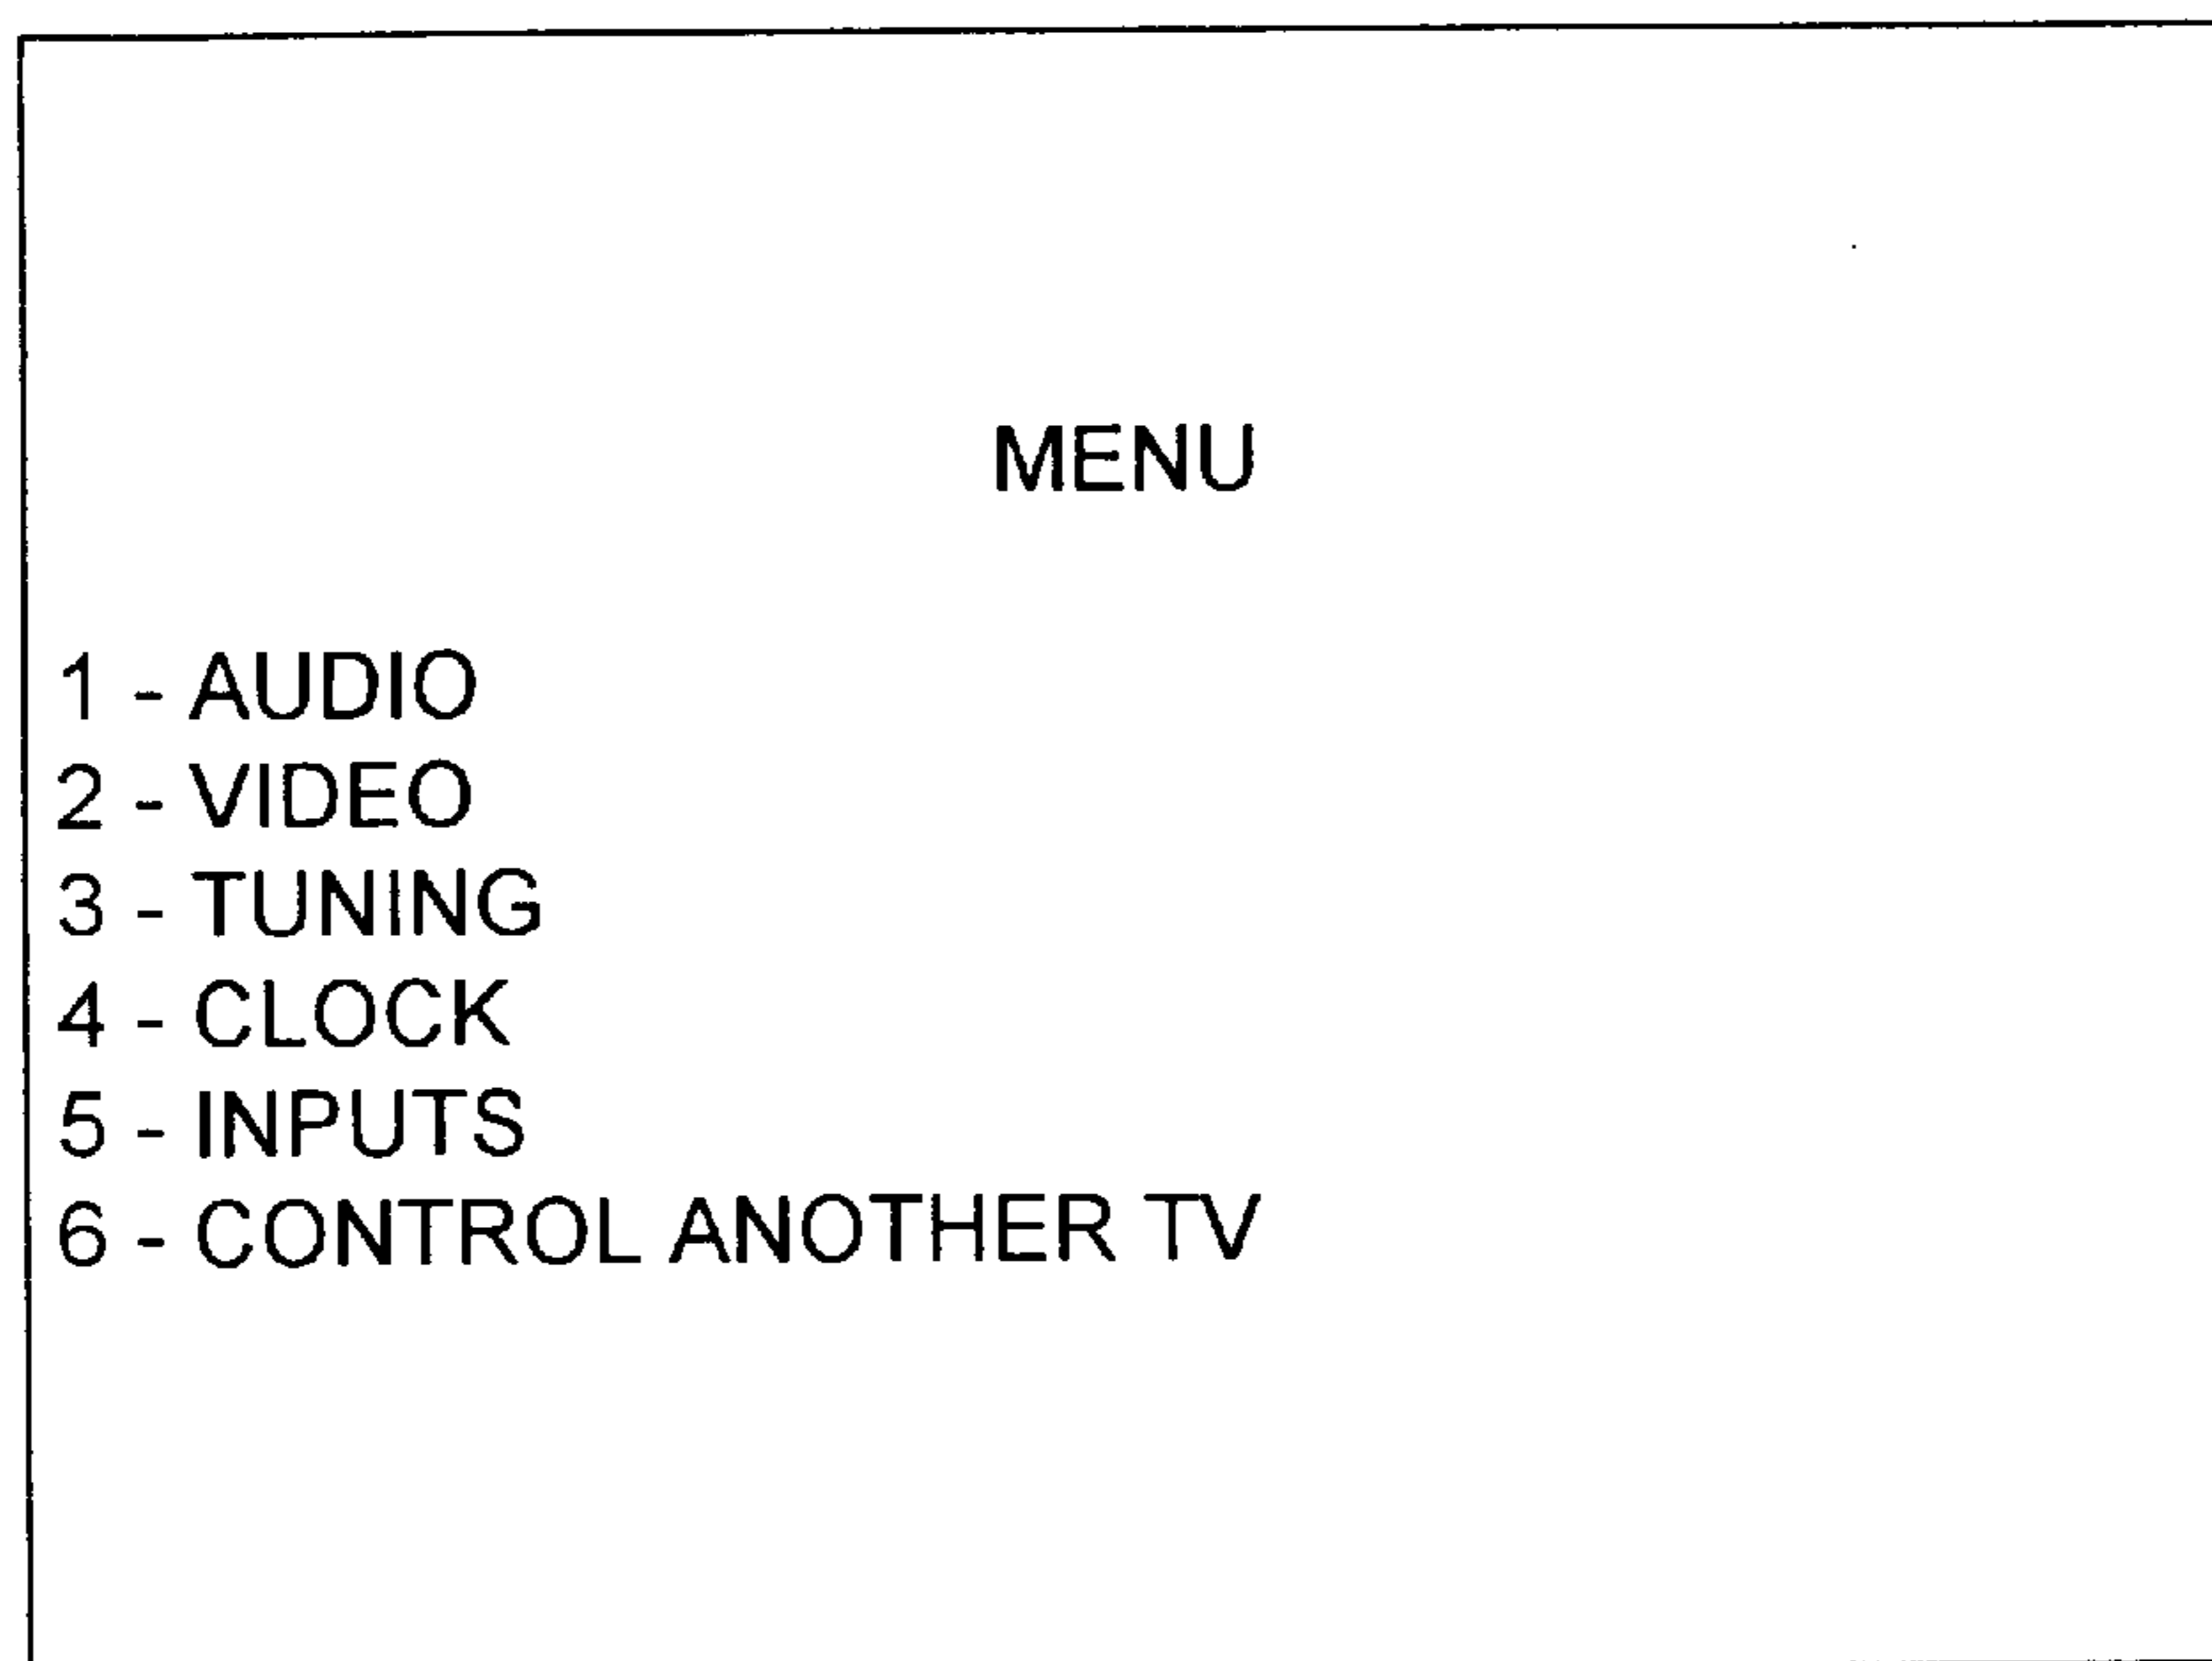 MENU
1 - AUDIO
2 - VIDEO
3 - TUNING
4 - CLOCK
5 - INPUTS
6 - CONTROL ANOTHER TV